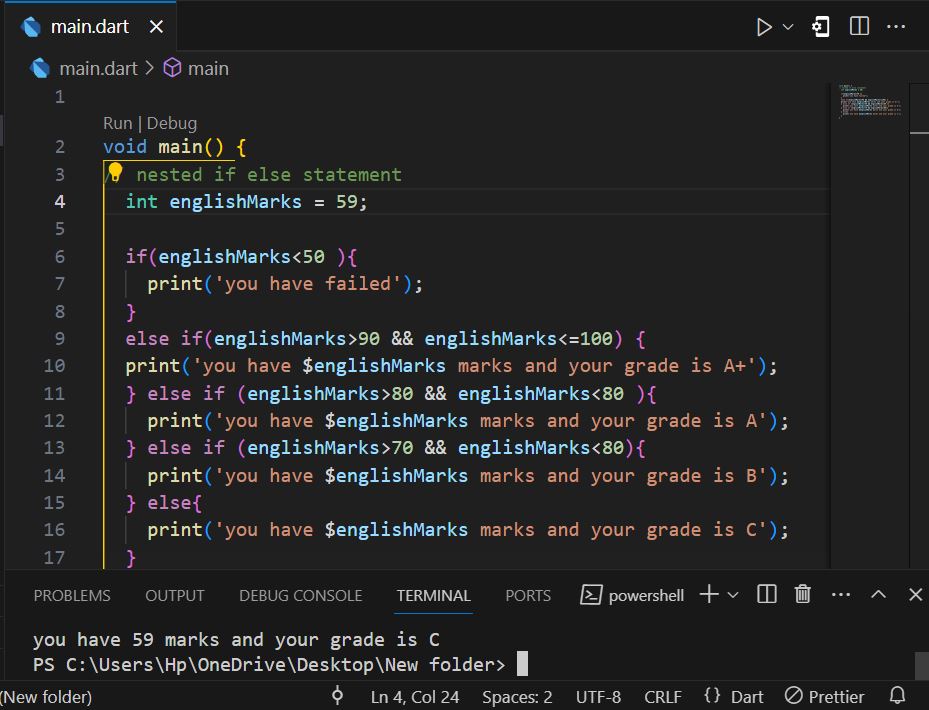 main.dart
main.dart > main
1
Run | Debug
2 void main() {
3 / nested if else statement
4 int englishMarks = 59;
5
6 if(englishMarks<50 ){
7 print('you have failed');
8 }
9 else if(englishMarks>90 && englishMarks<=100) {
10 print('you have $englishMarks marks and your grade is A+');
11 } else if (englishMarks>80 && englishMarks<80 ){
12 print('you have $englishMarks marks and your grade is A');
13 } else if (englishMarks>70 && englishMarks<80){
14 print('you have $englishMarks marks and your grade is B');
15 } else{
16 print('you have $englishMarks marks and your grade is C');
17 }
PROBLEMS OUTPUT DEBUG CONSOLE TERMINAL PORTS powershell
you have 59 marks and your grade is C
PS C:\Users\Hp\OneDrive\Desktop\New folder>
(New folder) Ln 4, Col 24 Spaces: 2 UTF-8 CRLF {} Dart Prettier